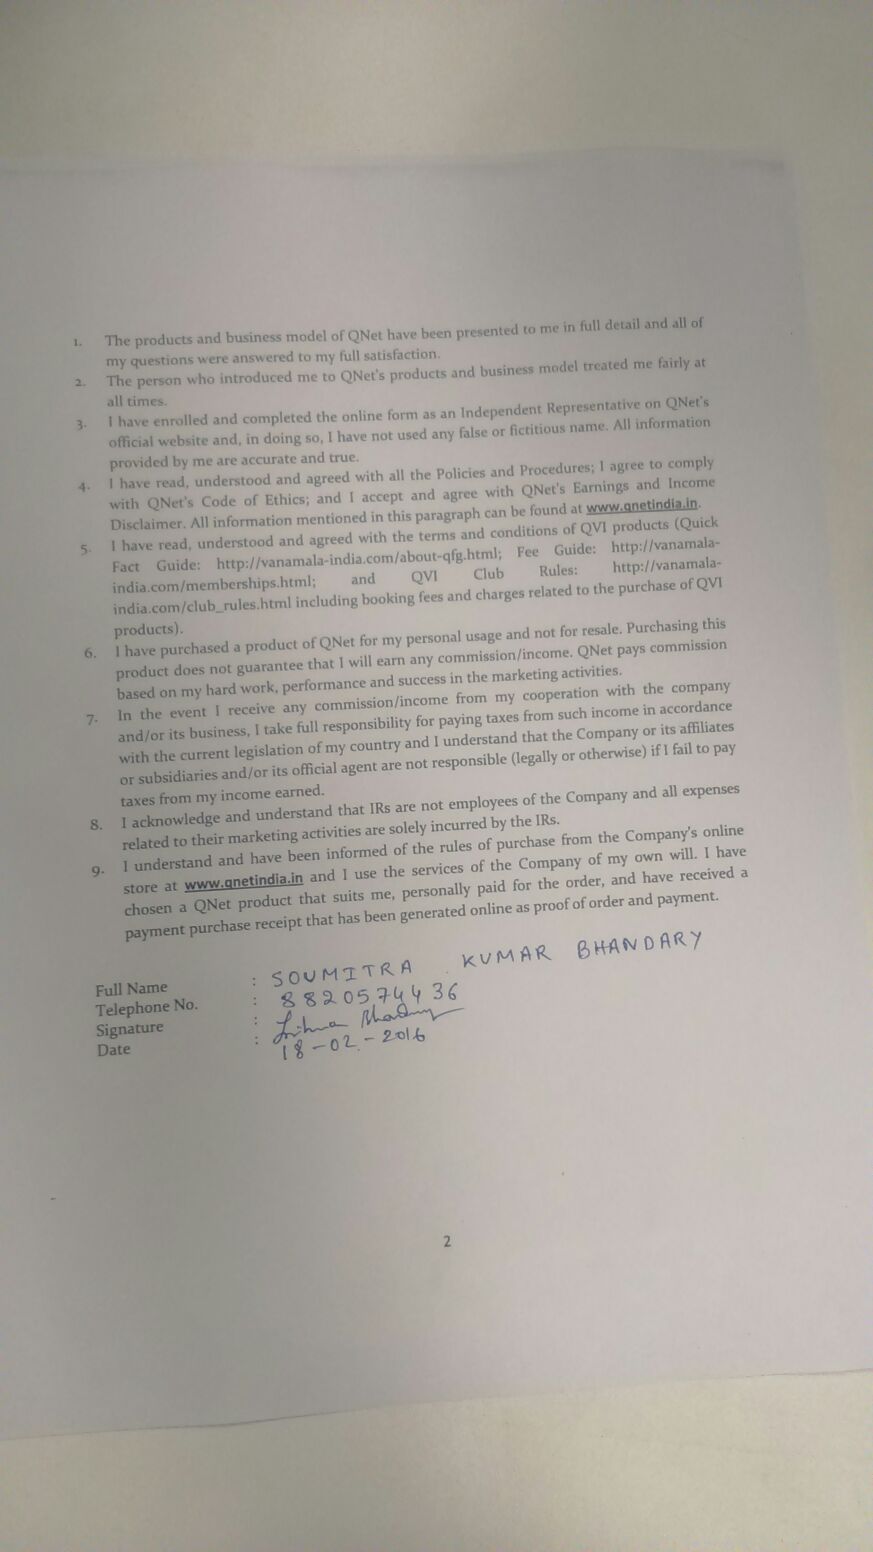 1. The products and business model of QNet have been presented to me in full detail and all of
my questions were answered to my full satisfaction.
2. The person who introduced me to QNet's products and business model treated me fairly at
all times.
3. I have enrolled and completed the online form as an Independent Representative on QNet's
official website and, in doing so, I have not used any false or fictitious name. All information
provided by me are accurate and true.
4. I have read, understood and agreed with all the Policies and Procedures; I agree to comply
with QNet's Code of Ethics; and I accept and agree with QNet's Earnings and Income
Disclaimer. All information mentioned in this paragraph can be found at www.qnetindia.in.
5. I have read, understood and agreed with the terms and conditions of QVI products (Quick
Fact Guide: http://vanamala-india.com/about-qfg.html; Fee Guide: http://vanamala-
india.com/memberships.html; and QVI Club Rules: http://vanamala-
india.com/club_rules.html including booking fees and charges related to the purchase of QVI
products).
6. I have purchased a product of QNet for my personal usage and not for resale. Purchasing this
product does not guarantee that I will earn any commission/income. QNet pays commission
based on my hard work, performance and success in the marketing activities.
7. In the event I receive any commission/income from my cooperation with the company
and/or its business, I take full responsibility for paying taxes from such income in accordance
with the current legislation of my country and I understand that the Company or its affiliates
or subsidiaries and/or its official agent are not responsible (legally or otherwise) if I fail to pay
taxes from my income earned.
8. I acknowledge and understand that IRs are not employees of the Company and all expenses
related to their marketing activities are solely incurred by the IRs.
9. I understand and have been informed of the rules of purchase from the Company's online
store at www.qnetindia.in and I use the services of the Company of my own will. I have
chosen a QNet product that suits me, personally paid for the order, and have received a
payment purchase receipt that has been generated online as proof of order and payment.
Full Name : SOUMITRA KUMAR BHANDARY
Telephone No. : 8820574436
Signature :
Date : 18-02-2016
2